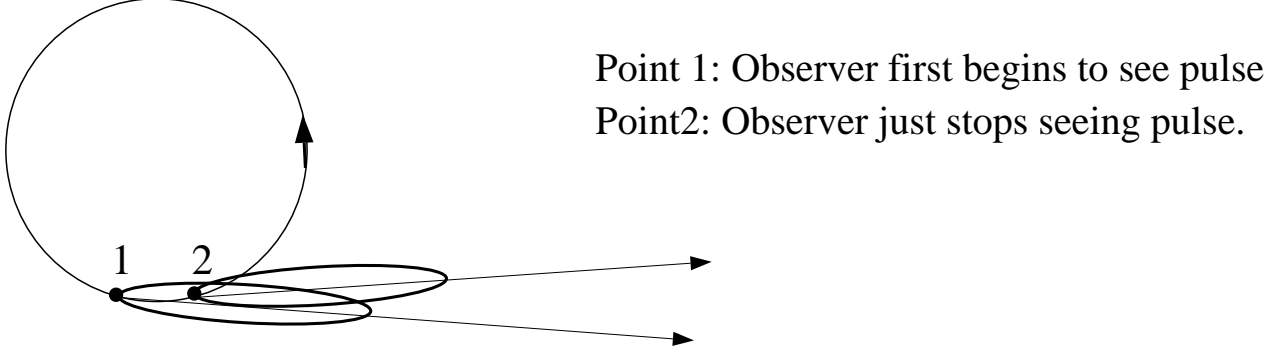 Point 1: Observer first begins to see pulse
Point2: Observer just stops seeing pulse.
1 2